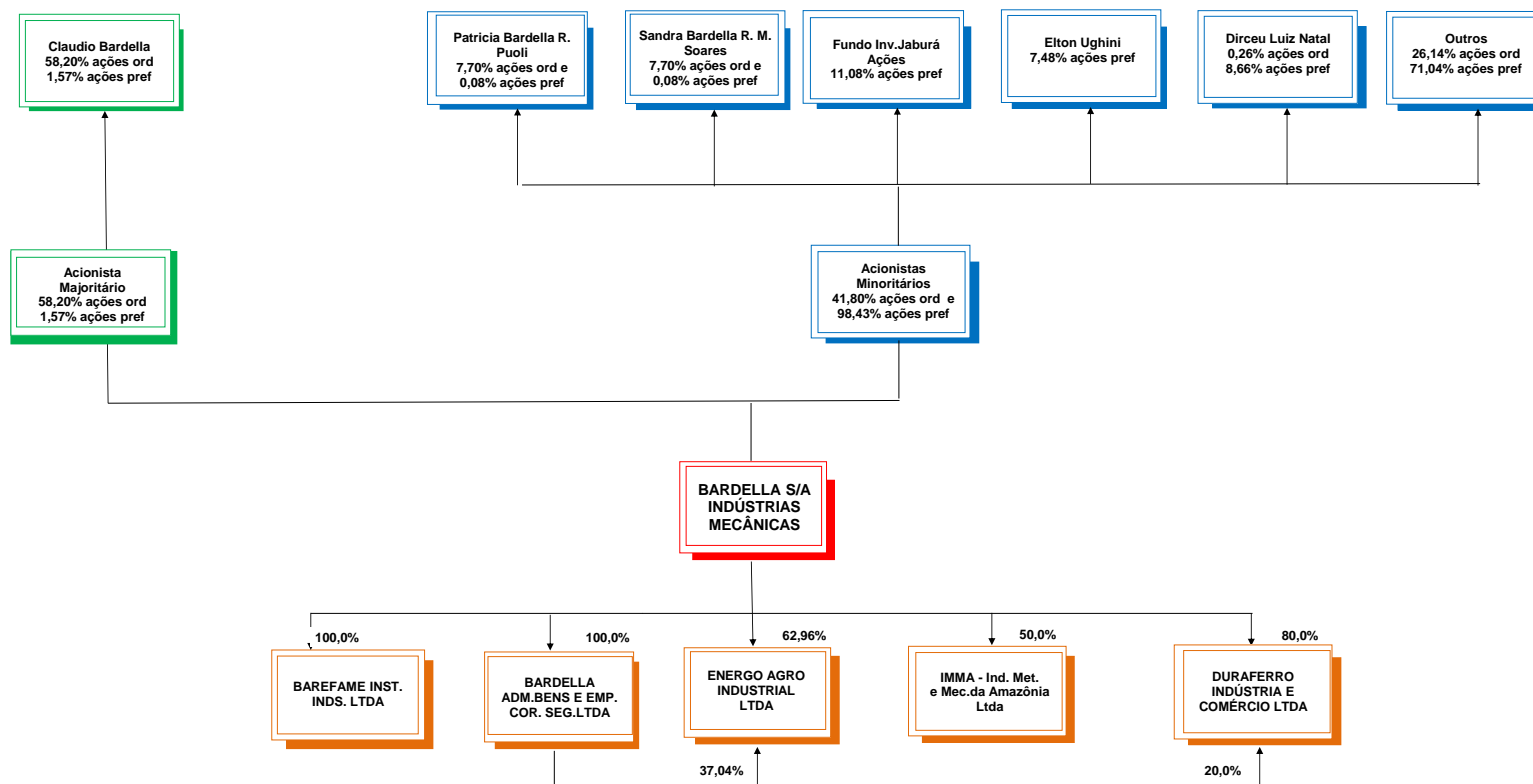 Claudio Bardella
58,20% ações ord
1,57% ações pref
Patricia Bardella R.
Puoli
7,70% ações ord e
0,08% ações pref
Sandra Bardella R. M.
Soares
7,70% ações ord e
0,08% ações pref
Fundo Inv.Jaburá
Ações
11,08% ações pref
Elton Ughini
7,48% ações pref
Dirceu Luiz Natal
0,26% ações ord
8,66% ações pref
Outros
26,14% ações ord
71,04% ações pref
Acionista
Majoritário
58,20% ações ord
1,57% ações pref
Acionistas
Minoritários
41,80% ações ord e
98,43% ações pref
BARDELLA S/A
INDÚSTRIAS
MECÂNICAS
100,0%
100,0%
62,96%
50,0%
80,0%
BAREFAME INST.
INDS. LTDA
BARDELLA
ADM.BENS E EMP.
COR. SEG.LTDA
ENERGO AGRO
INDUSTRIAL
LTDA
IMMA - Ind. Met.
e Mec.da Amazônia
Ltda
DURAFERRO
INDÚSTRIA E
COMÉRCIO LTDA
37,04%
20,0%